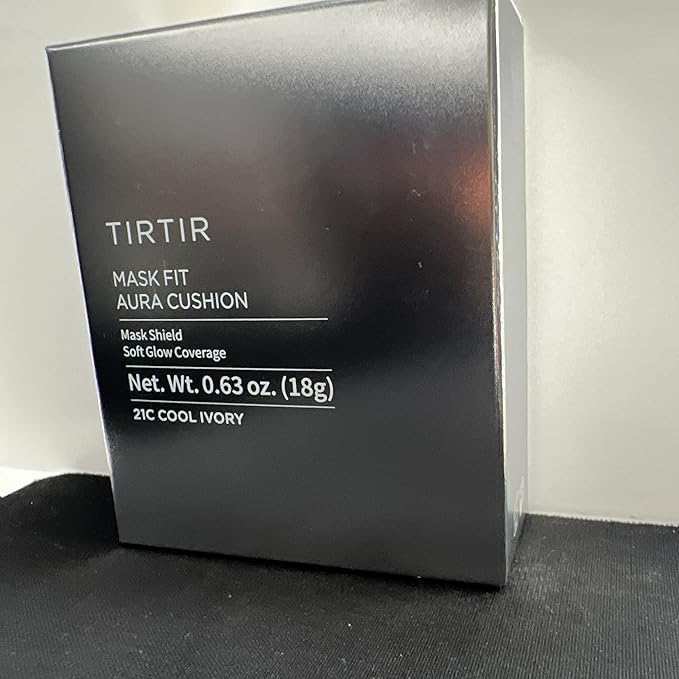 TIRTIR
MASK FIT
AURA CUSHION
Mask Shield
Soft Glow Coverage
Net. Wt. 0.63 oz. (18g)
21C COOL IVORY